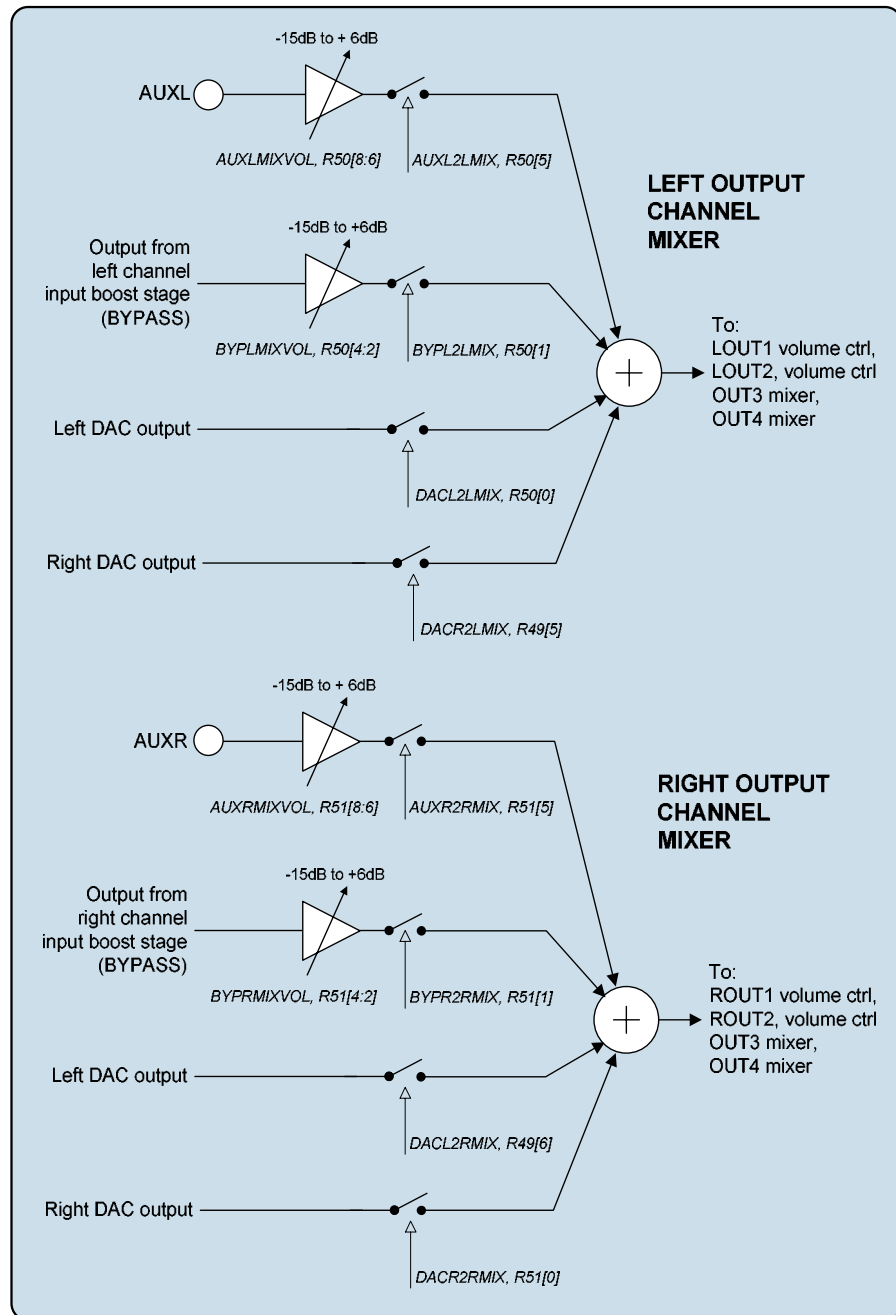 -15dB to + 6dB
AUXL
AUXLMIXVOL, R50[8:6]
AUXL2LMIX, R50[5]
LEFT OUTPUT
CHANNEL
MIXER
-15dB to +6dB
Output from
left channel
input boost stage
(BYPASS)
BYPLMIXVOL, R50[4:2]
BYPL2LMIX, R50[1]
To:
LOUT1 volume ctrl,
LOUT2, volume ctrl
OUT3 mixer,
OUT4 mixer
Left DAC output
DACL2LMIX, R50[0]
Right DAC output
DACR2LMIX, R49[5]
-15dB to + 6dB
AUXR
AUXRMIXVOL, R51[8:6]
AUXR2RMIX, R51[5]
RIGHT OUTPUT
CHANNEL
MIXER
-15dB to +6dB
Output from
right channel
input boost stage
(BYPASS)
BYPRMIXVOL, R51[4:2]
BYPR2RMIX, R51[1]
To:
ROUT1 volume ctrl,
ROUT2, volume ctrl
OUT3 mixer,
OUT4 mixer
Left DAC output
DACL2RMIX, R49[6]
Right DAC output
DACR2RMIX, R51[0]